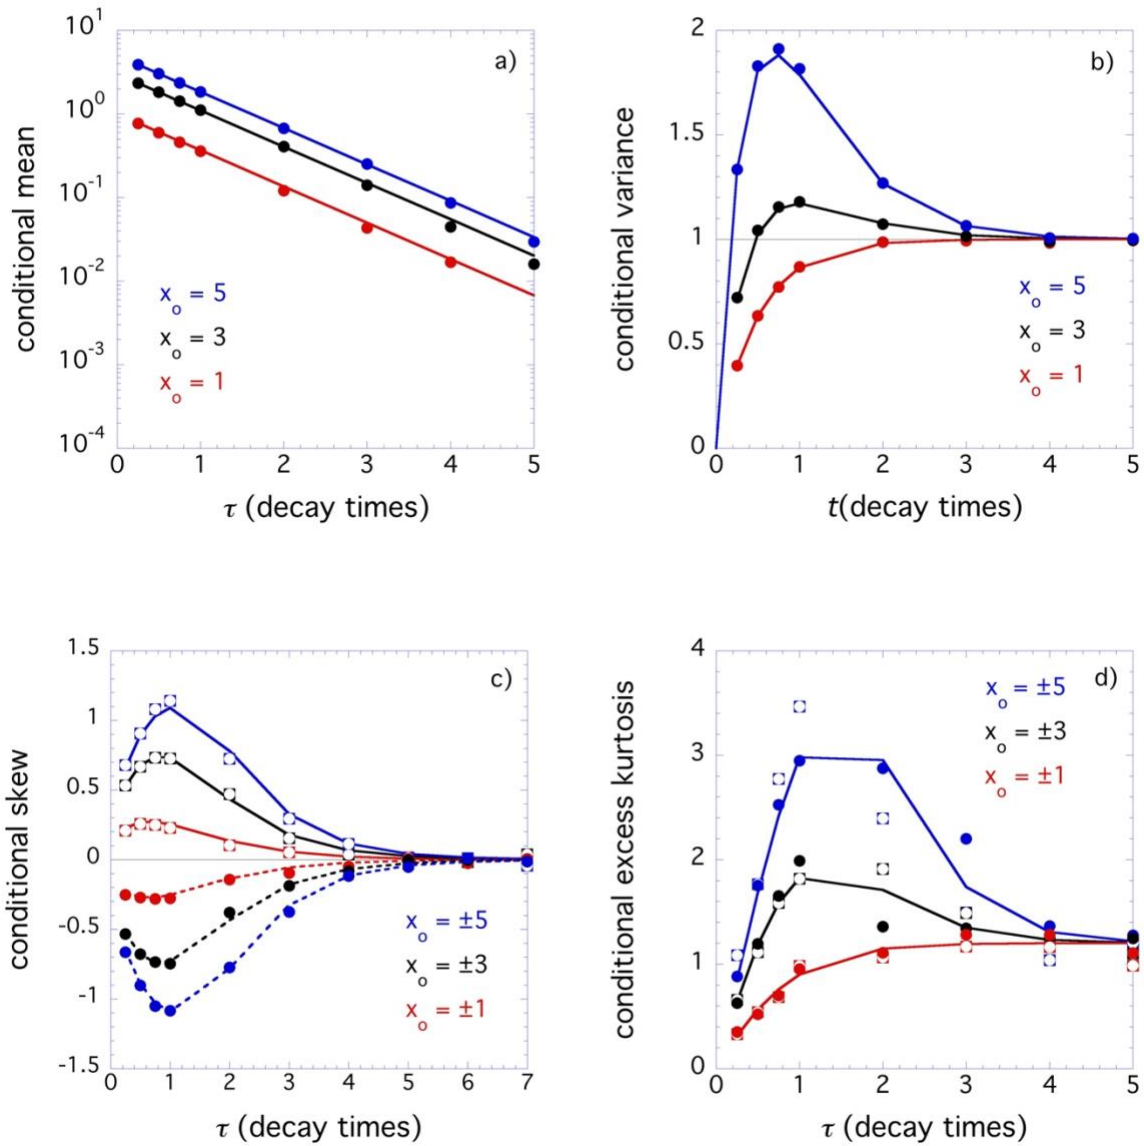 a)
conditional mean
10^1
10^0
10^-1
10^-2
10^-3
10^-4
x_o = 5
x_o = 3
x_o = 1
0 1 2 3 4 5
τ (decay times)
b)
conditional variance
2
1.5
1
0.5
0
x_o = 5
x_o = 3
x_o = 1
0 1 2 3 4 5
t(decay times)
c)
conditional skew
1.5
1
0.5
0
-0.5
-1
-1.5
x_o = ±5
x_o = ±3
x_o = ±1
0 1 2 3 4 5 6 7
τ (decay times)
d)
conditional excess kurtosis
4
3
2
1
0
x_o = ±5
x_o = ±3
x_o = ±1
0 1 2 3 4 5
τ (decay times)